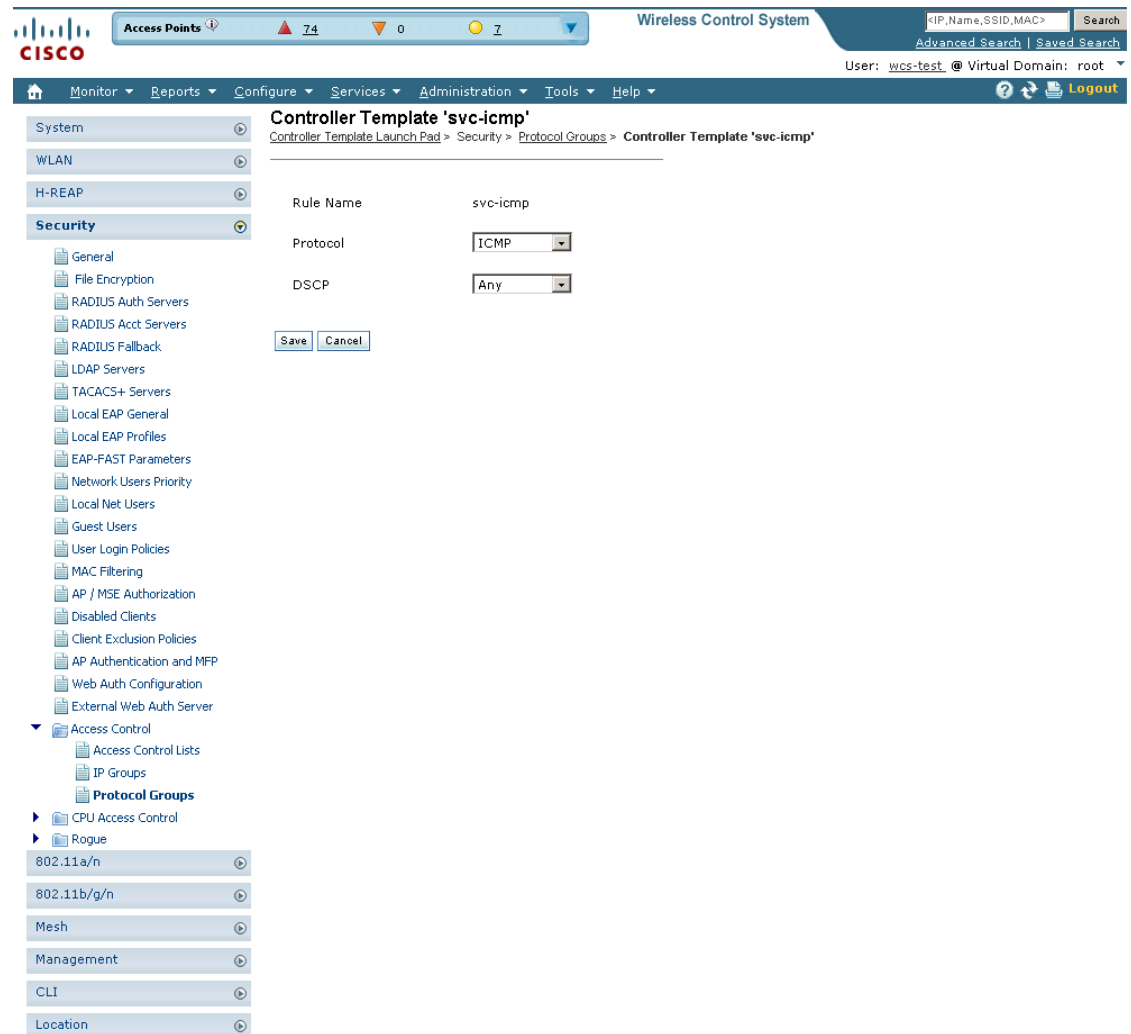 Access Points
74
0
7
Wireless Control System
<IP,Name,SSID,MAC>
Search
CISCO
Advanced Search | Saved Search
User: wcs-test @ Virtual Domain: root
Monitor Reports Configure Services Administration Tools Help Logout
System
WLAN
H-REAP
Security
General
File Encryption
RADIUS Auth Servers
RADIUS Acct Servers
RADIUS Fallback
LDAP Servers
TACACS+ Servers
Local EAP General
Local EAP Profiles
EAP-FAST Parameters
Network Users Priority
Local Net Users
Guest Users
User Login Policies
MAC Filtering
AP / MSE Authorization
Disabled Clients
Client Exclusion Policies
AP Authentication and MFP
Web Auth Configuration
External Web Auth Server
Access Control
Access Control Lists
IP Groups
Protocol Groups
CPU Access Control
Rogue
802.11a/n
802.11b/g/n
Mesh
Management
CLI
Location
Controller Template 'svc-icmp'
Controller Template Launch Pad > Security > Protocol Groups > Controller Template 'svc-icmp'
Rule Name svc-icmp
Protocol ICMP
DSCP Any
Save Cancel